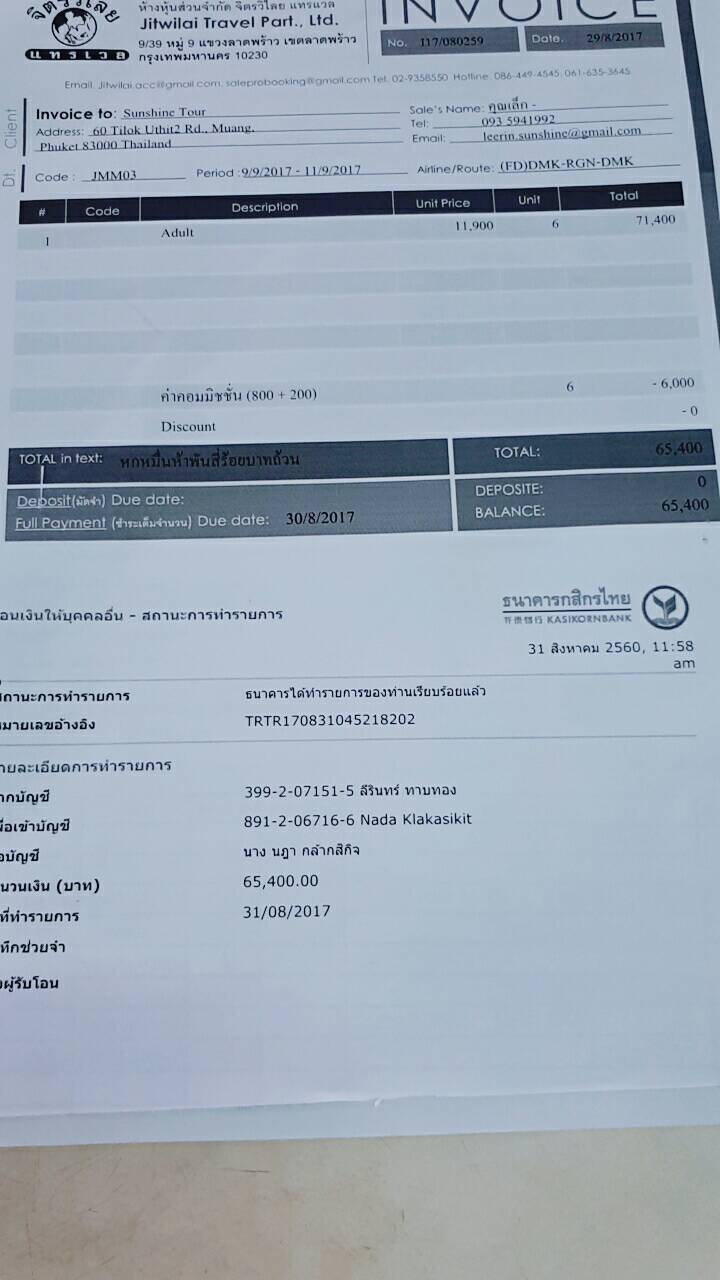 จิตรวิไลย
แทรเวล
ห้างหุ้นส่วนจำกัด จิตรวิไลย แทรแวล
Jitwilai Travel Part., Ltd.
9/39 หมู่ 9 แขวงลาดพร้าว เขตลาดพร้าว
กรุงเทพมหานคร 10230
INVOICE
No. 117/080259 Date. 29/8/2017
Email. Jitwilai.acc@gmail.com, saleprobooking@gmail.com Tel. 02-9358550 Hotline. 086-449-4545, 061-635-3645
Client
Invoice to: Sunshine Tour
Address: 60 Tilok Uthit2 Rd., Muang,
Phuket 83000 Thailand
Sale's Name: คุณเล็ก -
Tel: 093 5941992
Email: leerin.sunshine@gmail.com
Dt.
Code : JMM03 Period :9/9/2017 - 11/9/2017 Airline/Route: (FD)DMK-RGN-DMK
# Code Description Unit Price Unit Total
1 Adult 11,900 6 71,400
ค่าคอมมิชชั่น (800 + 200) 6 - 6,000
Discount - 0
TOTAL in text: หกหมื่นห้าพันสี่ร้อยบาทถ้วน TOTAL: 65,400
Deposit(มัดจำ) Due date: DEPOSITE: 0
Full Payment (ชำระเต็มจำนวน) Due date: 30/8/2017 BALANCE: 65,400
อนเงินให้บุคคลอื่น - สถานะการทำรายการ
ธนาคารกสิกรไทย
开泰银行 KASIKORNBANK
31 สิงหาคม 2560, 11:58
am
สถานะการทำรายการ ธนาคารได้ทำรายการของท่านเรียบร้อยแล้ว
มายเลขอ้างอิง TRTR170831045218202
ายละเอียดการทำรายการ
ากบัญชี 399-2-07151-5 ลีรินทร์ ทาบทอง
พื่อเข้าบัญชี 891-2-06716-6 Nada Klakasikit
อบัญชี นาง นฎา กล้ากสิกิจ
นวนเงิน (บาท) 65,400.00
ที่ทำรายการ 31/08/2017
ทึกช่วยจำ
ผู้รับโอน